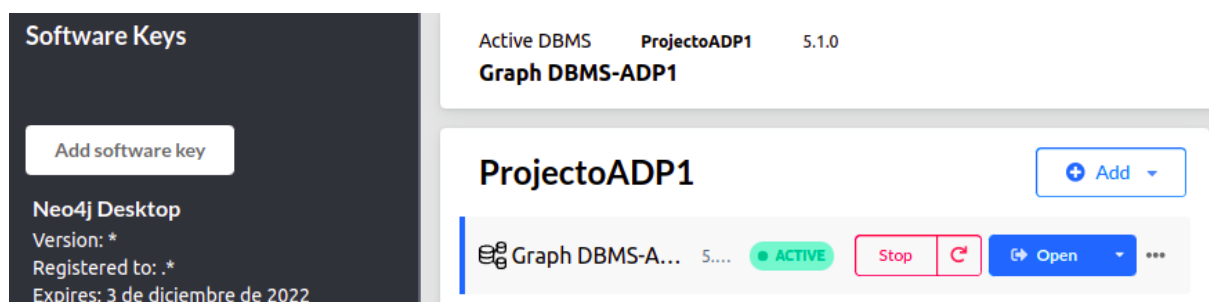 Software Keys
Add software key
Neo4j Desktop
Version: *
Registered to: .*
Expires: 3 de diciembre de 2022
Active DBMS ProjectoADP1 5.1.0
Graph DBMS-ADP1
ProjectoADP1
Add
Graph DBMS-A... 5.... ACTIVE Stop Open